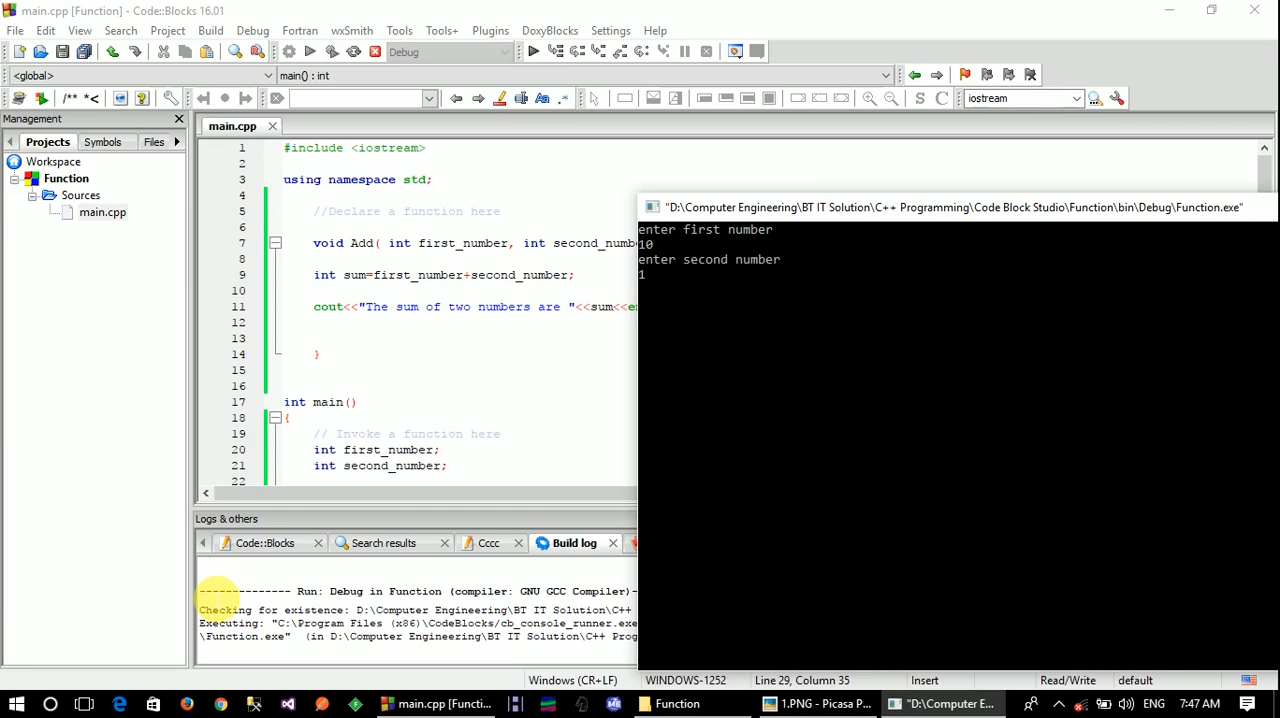 main.cpp [Function] - Code::Blocks 16.01
File Edit View Search Project Build Debug Fortran wxSmith Tools Tools+ Plugins DoxyBlocks Settings Help
Debug
<global> main() : int
/** *< Aa .* S C iostream
Management
Projects Symbols Files
Workspace
Function
Sources
main.cpp
main.cpp
1 #include <iostream>
2
3 using namespace std;
4
5 //Declare a function here
6
7 void Add( int first_number, int second_numb
8
9 int sum=first_number+second_number;
10
11 cout<<"The sum of two numbers are "<<sum<<e
12
13
14 }
15
16
17 int main()
18 {
19 // Invoke a function here
20 int first_number;
21 int second_number;
22
"D:\Computer Engineering\BT IT Solution\C++ Programming\Code Block Studio\Function\bin\Debug\Function.exe"
enter first number
10
enter second number
1
Logs & others
Code::Blocks Search results Cccc Build log
-------------- Run: Debug in Function (compiler: GNU GCC Compiler)-
Checking for existence: D:\Computer Engineering\BT IT Solution\C++
Executing: "C:\Program Files (x86)\CodeBlocks/cb_console_runner.exe
\Function.exe" (in D:\Computer Engineering\BT IT Solution\C++ Prog
Windows (CR+LF) WINDOWS-1252 Line 29, Column 35 Insert Read/Write default
main.cpp [Functi... Function 1.PNG - Picasa P... "D:\Computer E... ENG 7:47 AM